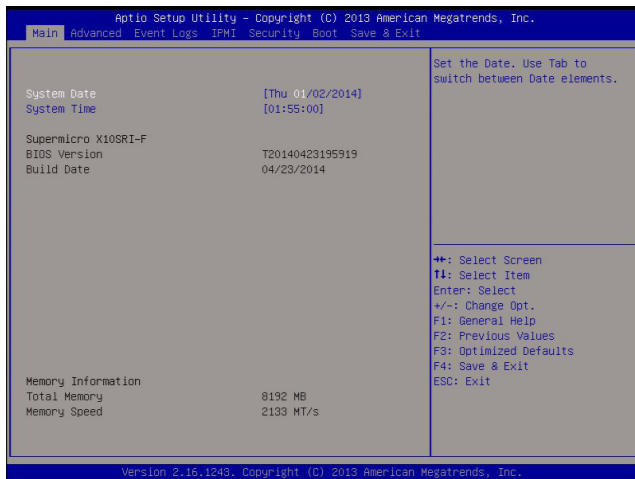 Aptio Setup Utility – Copyright (C) 2013 American Megatrends, Inc.
Main Advanced Event Logs IPMI Security Boot Save & Exit
Set the Date. Use Tab to
switch between Date elements.
System Date [Thu 01/02/2014]
System Time [01:55:00]
Supermicro X10SRI-F
BIOS Version T20140423195919
Build Date 04/23/2014
Memory Information
Total Memory 8192 MB
Memory Speed 2133 MT/s
→←: Select Screen
↑↓: Select Item
Enter: Select
+/-: Change Opt.
F1: General Help
F2: Previous Values
F3: Optimized Defaults
F4: Save & Exit
ESC: Exit
Version 2.16.1243. Copyright (C) 2013 American Megatrends, Inc.